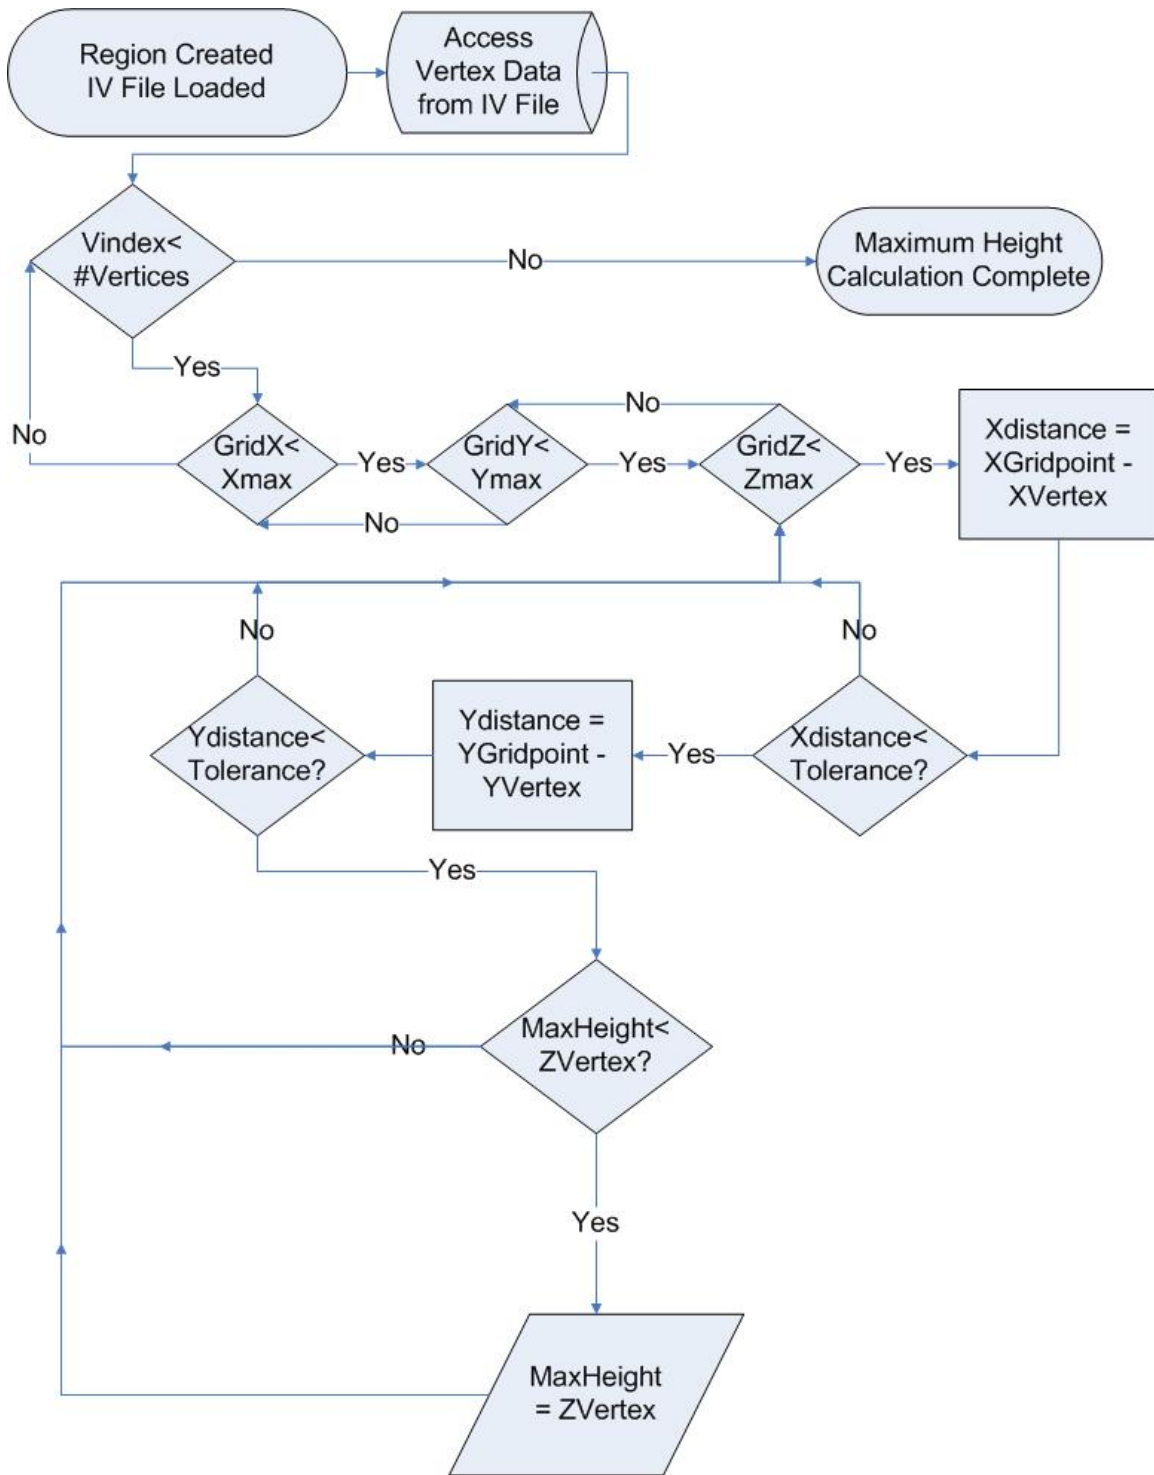 Region Created
IV File Loaded
Access
Vertex Data
from IV File
Vindex<
#Vertices
No
Maximum Height
Calculation Complete
Yes
No
No
GridX<
Xmax
Yes
GridY<
Ymax
Yes
GridZ<
Zmax
Yes
Xdistance =
XGridpoint -
XVertex
No
No
No
Ydistance<
Tolerance?
Ydistance =
YGridpoint -
YVertex
Yes
Xdistance<
Tolerance?
Yes
MaxHeight<
ZVertex?
No
Yes
MaxHeight
= ZVertex